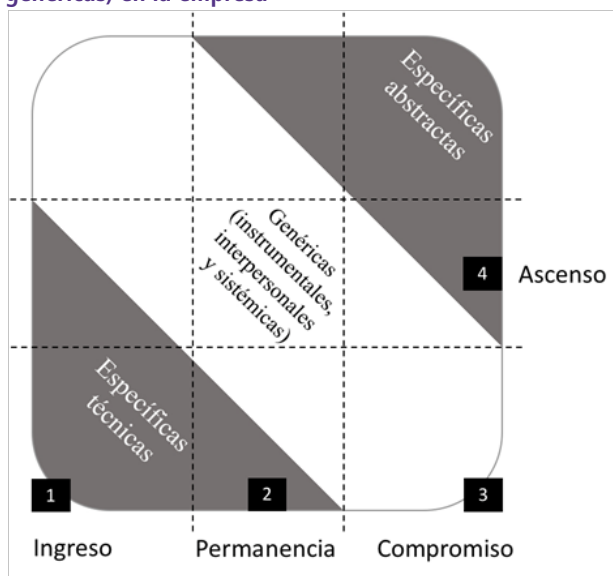 genéricas) en la empresa
Específicas
abstractas
Genéricas
(instrumentales,
interpersonales
y sistémicas)
4
Ascenso
Específicas
técnicas
1
2
3
Ingreso
Permanencia
Compromiso